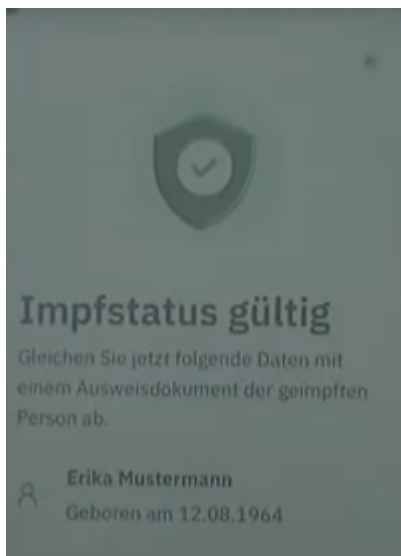 Impfstatus gültig
Gleichen Sie jetzt folgende Daten mit
einem Ausweisdokument der geimpften
Person ab.
Erika Mustermann
Geboren am 12.08.1964